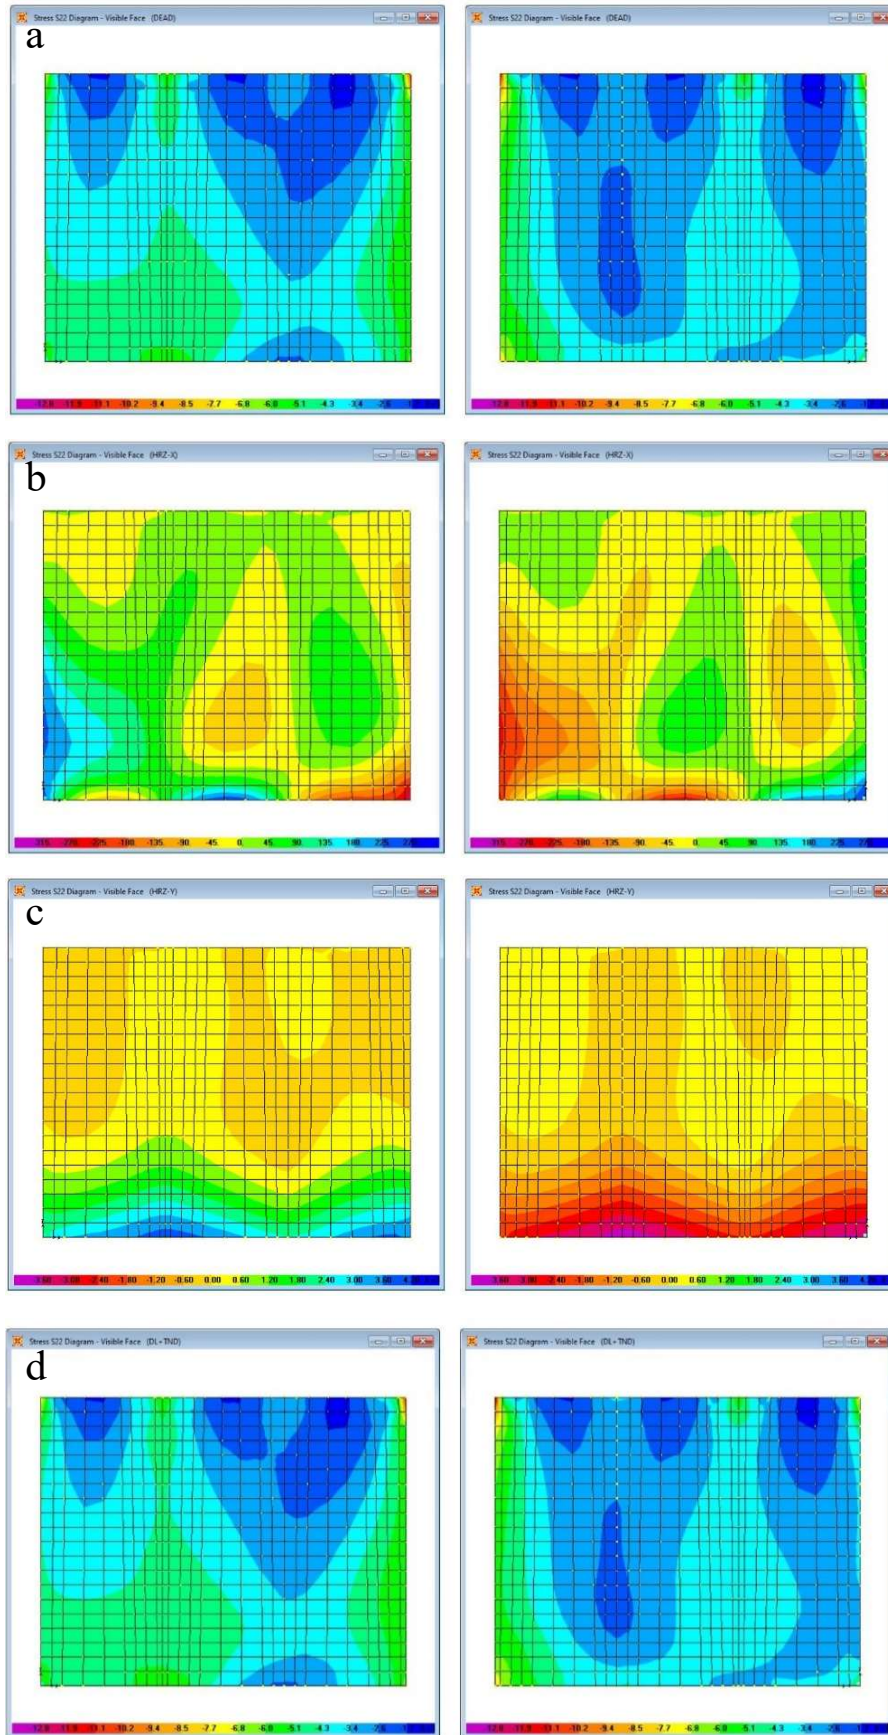 Stress S22 Diagram - Visible Face (DEAD)
Stress S22 Diagram - Visible Face (DEAD)
a
-12.8 -11.9 -11.1 -10.2 -9.4 -8.5 -7.7 -6.8 -6.0 -5.1 -4.3 -3.4 -2.6
-12.8 -11.9 -11.1 -10.2 -9.4 -8.5 -7.7 -6.8 -6.0 -5.1 -4.3 -3.4 -2.6
Stress S22 Diagram - Visible Face (HRZ-X)
Stress S22 Diagram - Visible Face (HRZ-X)
b
-315. -270. -225. -180. -135. -90. -45. 0. 45. 90. 135. 180. 225.
-315. -270. -225. -180. -135. -90. -45. 0. 45. 90. 135. 180. 225.
Stress S22 Diagram - Visible Face (HRZ-Y)
Stress S22 Diagram - Visible Face (HRZ-Y)
c
-3.60 -3.00 -2.40 -1.80 -1.20 -0.60 0.00 0.60 1.20 1.80 2.40 3.00 3.60
-3.60 -3.00 -2.40 -1.80 -1.20 -0.60 0.00 0.60 1.20 1.80 2.40 3.00 3.60
Stress S22 Diagram - Visible Face (DL+TND)
Stress S22 Diagram - Visible Face (DL+TND)
d
-12.8 -11.9 -11.1 -10.2 -9.4 -8.5 -7.7 -6.8 -6.0 -5.1 -4.3 -3.4 -2.6
-12.8 -11.9 -11.1 -10.2 -9.4 -8.5 -7.7 -6.8 -6.0 -5.1 -4.3 -3.4 -2.6